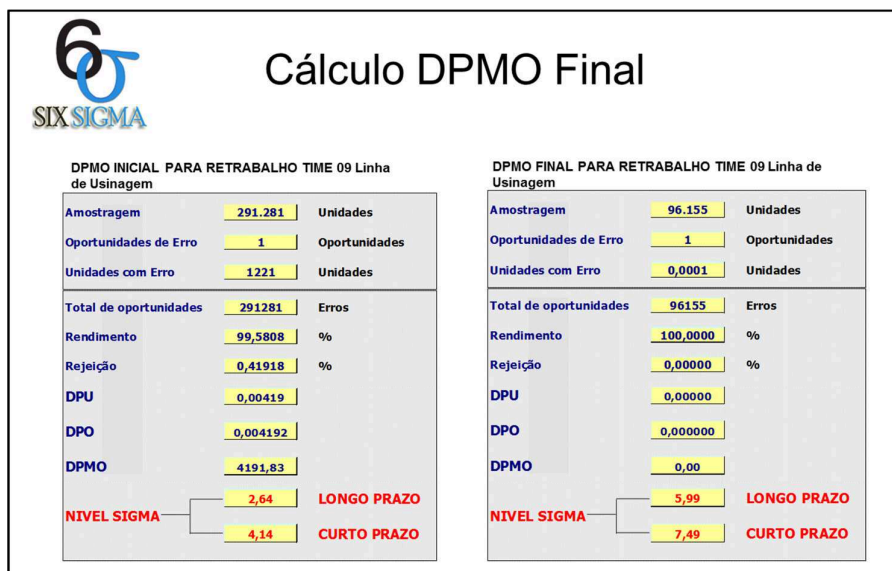 6σ
SIX SIGMA
Cálculo DPMO Final
DPMO INICIAL PARA RETRABALHO TIME 09 Linha
de Usinagem
Amostragem 291.281 Unidades
Oportunidades de Erro 1 Oportunidades
Unidades com Erro 1221 Unidades
Total de oportunidades 291281 Erros
Rendimento 99,5808 %
Rejeição 0,41918 %
DPU 0,00419
DPO 0,004192
DPMO 4191,83
NIVEL SIGMA
2,64 LONGO PRAZO
4,14 CURTO PRAZO
DPMO FINAL PARA RETRABALHO TIME 09 Linha de
Usinagem
Amostragem 96.155 Unidades
Oportunidades de Erro 1 Oportunidades
Unidades com Erro 0,0001 Unidades
Total de oportunidades 96155 Erros
Rendimento 100,0000 %
Rejeição 0,00000 %
DPU 0,00000
DPO 0,000000
DPMO 0,00
NIVEL SIGMA
5,99 LONGO PRAZO
7,49 CURTO PRAZO